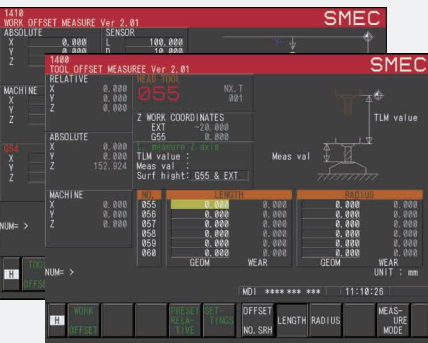 1410
WORK OFFSET MEASURE Ver 2.01
SMEC
ABSOLUTE
SENSOR
X 0.000 L 100.000
Y 0.000 D 10.000
Z
MACHINE
X
Y
Z
G54
X
Y
Z
NUM= >
H
TOOL
OFFSET
1400
TOOL OFFSET MEASUREE Ver 2.01
SMEC
RELATIVE
X 0.000
Y 0.000
Z 0.000
ABSOLUTE
X 0.000
Y 0.000
Z 152.924
MACHINE
X 0.000
Y 0.000
Z 0.000
HEAD TOOL
055
NX.T
001
Z WORK COORDINATES
EXT -20.000
G55 0.000
L measure Z axis
TLM value :
Meas val :
Surf hight: G55 & EXT
TLM value
Meas val
NO. LENGTH RADIUS
055 0.000 0.000 0.000 0.000
056 0.000 0.000 0.000 0.000
057 0.000 0.000 0.000 0.000
058 0.000 0.000 0.000 0.000
059 0.000 0.000 0.000 0.000
060 0.000 0.000 0.000 0.000
GEOM WEAR GEOM WEAR
UNIT : mm
NUM= >
MDI **** *** *** 11:10:26
H
WORK
OFFSET
PRESET
RELA-
TIVE
SET-
TINGS
OFFSET
NO.SRH
LENGTH
RADIUS
MEAS-
URE
MODE